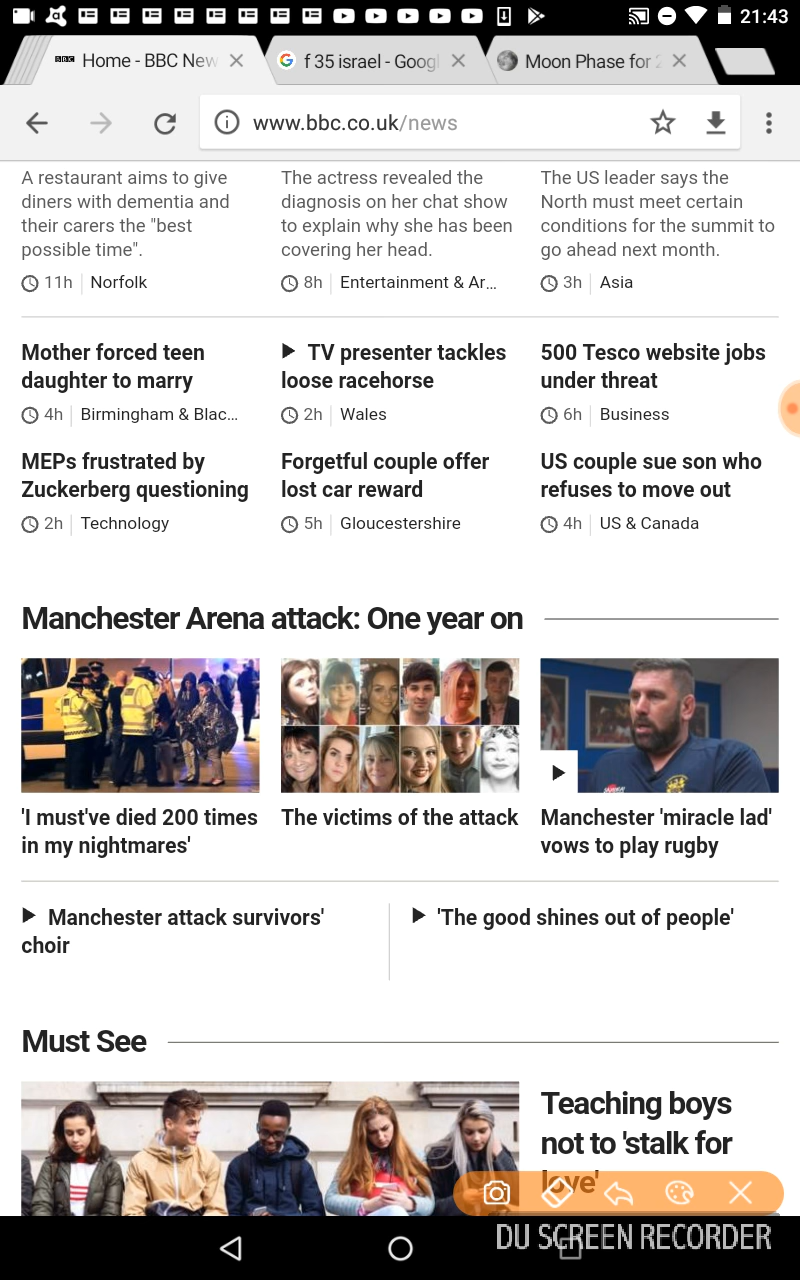 21:43
BBC Home - BBC New
f 35 israel - Googl
Moon Phase for 2
www.bbc.co.uk/news
A restaurant aims to give
diners with dementia and
their carers the "best
possible time".
11h Norfolk
The actress revealed the
diagnosis on her chat show
to explain why she has been
covering her head.
8h Entertainment & Ar...
The US leader says the
North must meet certain
conditions for the summit to
go ahead next month.
3h Asia
Mother forced teen
daughter to marry
4h Birmingham & Blac...
TV presenter tackles
loose racehorse
2h Wales
500 Tesco website jobs
under threat
6h Business
MEPs frustrated by
Zuckerberg questioning
2h Technology
Forgetful couple offer
lost car reward
5h Gloucestershire
US couple sue son who
refuses to move out
4h US & Canada
Manchester Arena attack: One year on
'I must've died 200 times
in my nightmares'
The victims of the attack
Manchester 'miracle lad'
vows to play rugby
Manchester attack survivors'
choir
'The good shines out of people'
Must See
Teaching boys
not to 'stalk for
love'
DU SCREEN RECORDER